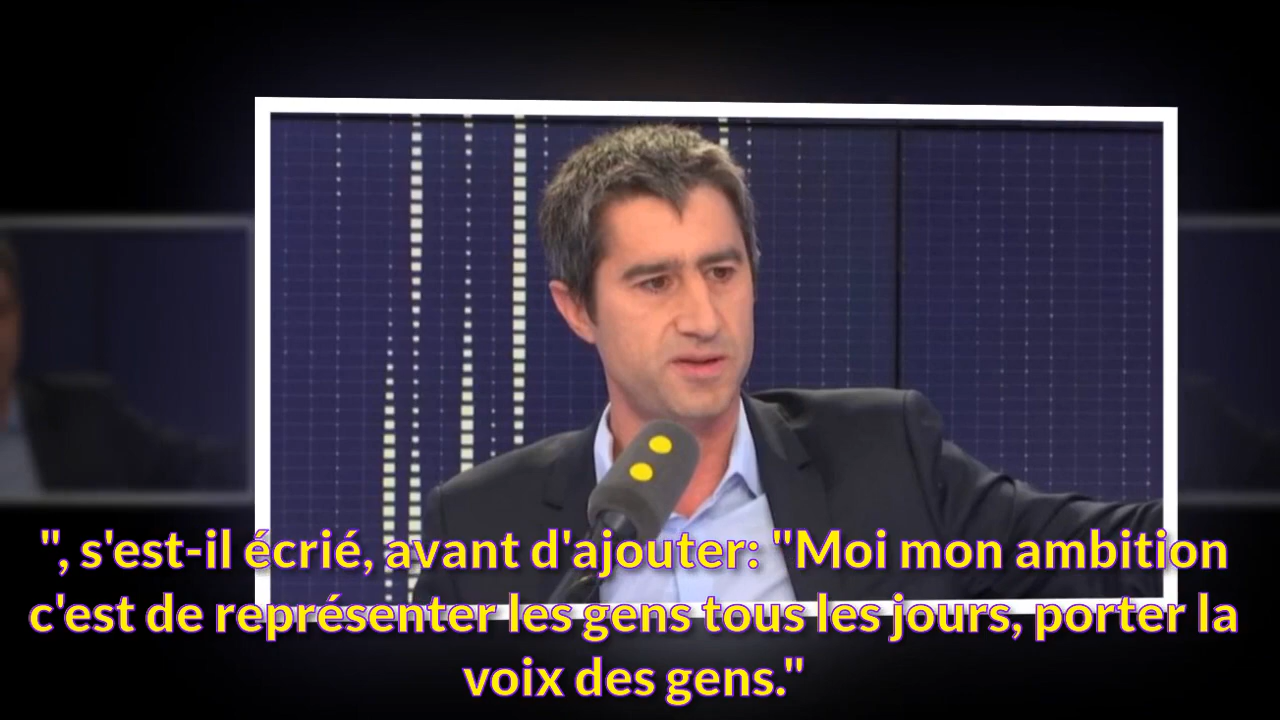 ", s'est-il écrié, avant d'ajouter: "Moi mon ambition
c'est de représenter les gens tous les jours, porter la
voix des gens."